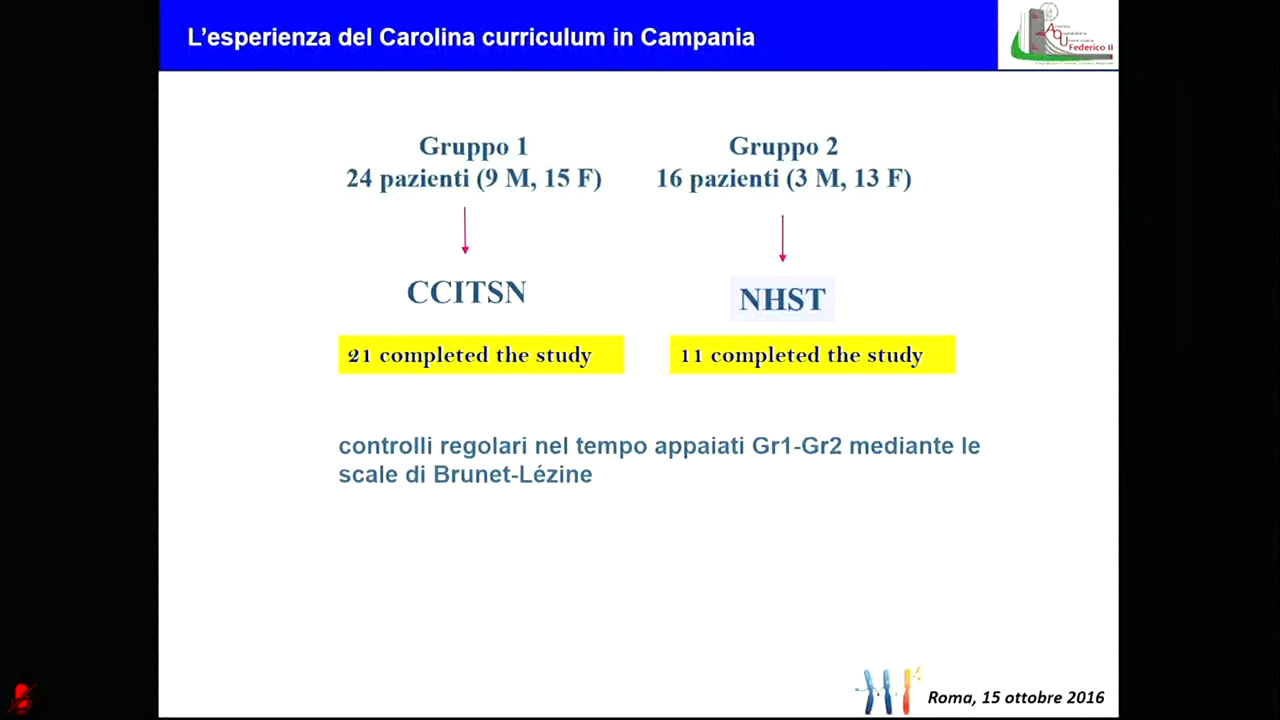 L'esperienza del Carolina curriculum in Campania
Federico II
Gruppo 1
24 pazienti (9 M, 15 F)
CCITSN
21 completed the study
Gruppo 2
16 pazienti (3 M, 13 F)
NHST
11 completed the study
controlli regolari nel tempo appaiati Gr1-Gr2 mediante le
scale di Brunet-Lézine
Roma, 15 ottobre 2016